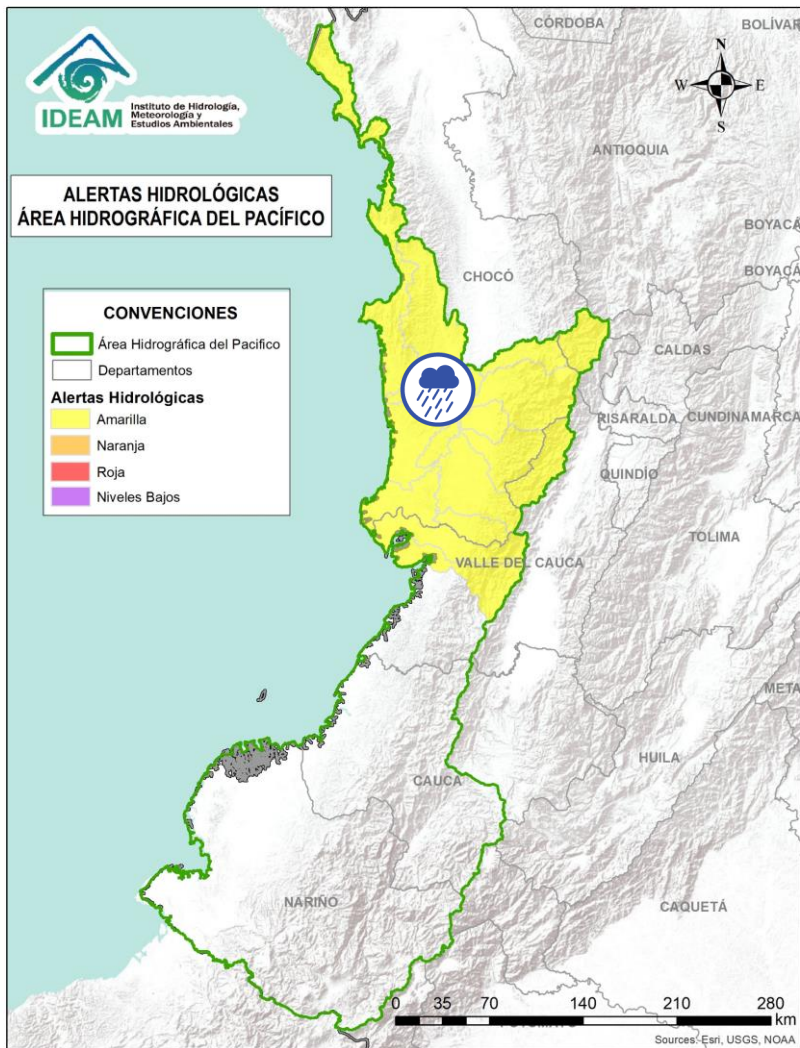 IDEAM
Instituto de Hidrología,
Meteorología y
Estudios Ambientales
ALERTAS HIDROLÓGICAS
ÁREA HIDROGRÁFICA DEL PACÍFICO
CONVENCIONES
Área Hidrográfica del Pacifico
Departamentos
Alertas Hidrológicas
Amarilla
Naranja
Roja
Niveles Bajos
N
W E
S
CÓRDOBA
BOLÍVAR
ANTIOQUIA
BOYACÁ
BOYACÁ
CHOCÓ
CALDAS
RISARALDA
CUNDINAMARCA
QUINDÍO
TOLIMA
VALLE DEL CAUCA
META
HUILA
CAUCA
NARIÑO
CAQUETÁ
0 35 70 140 210 280
km
Sources: Esri, USGS, NOAA